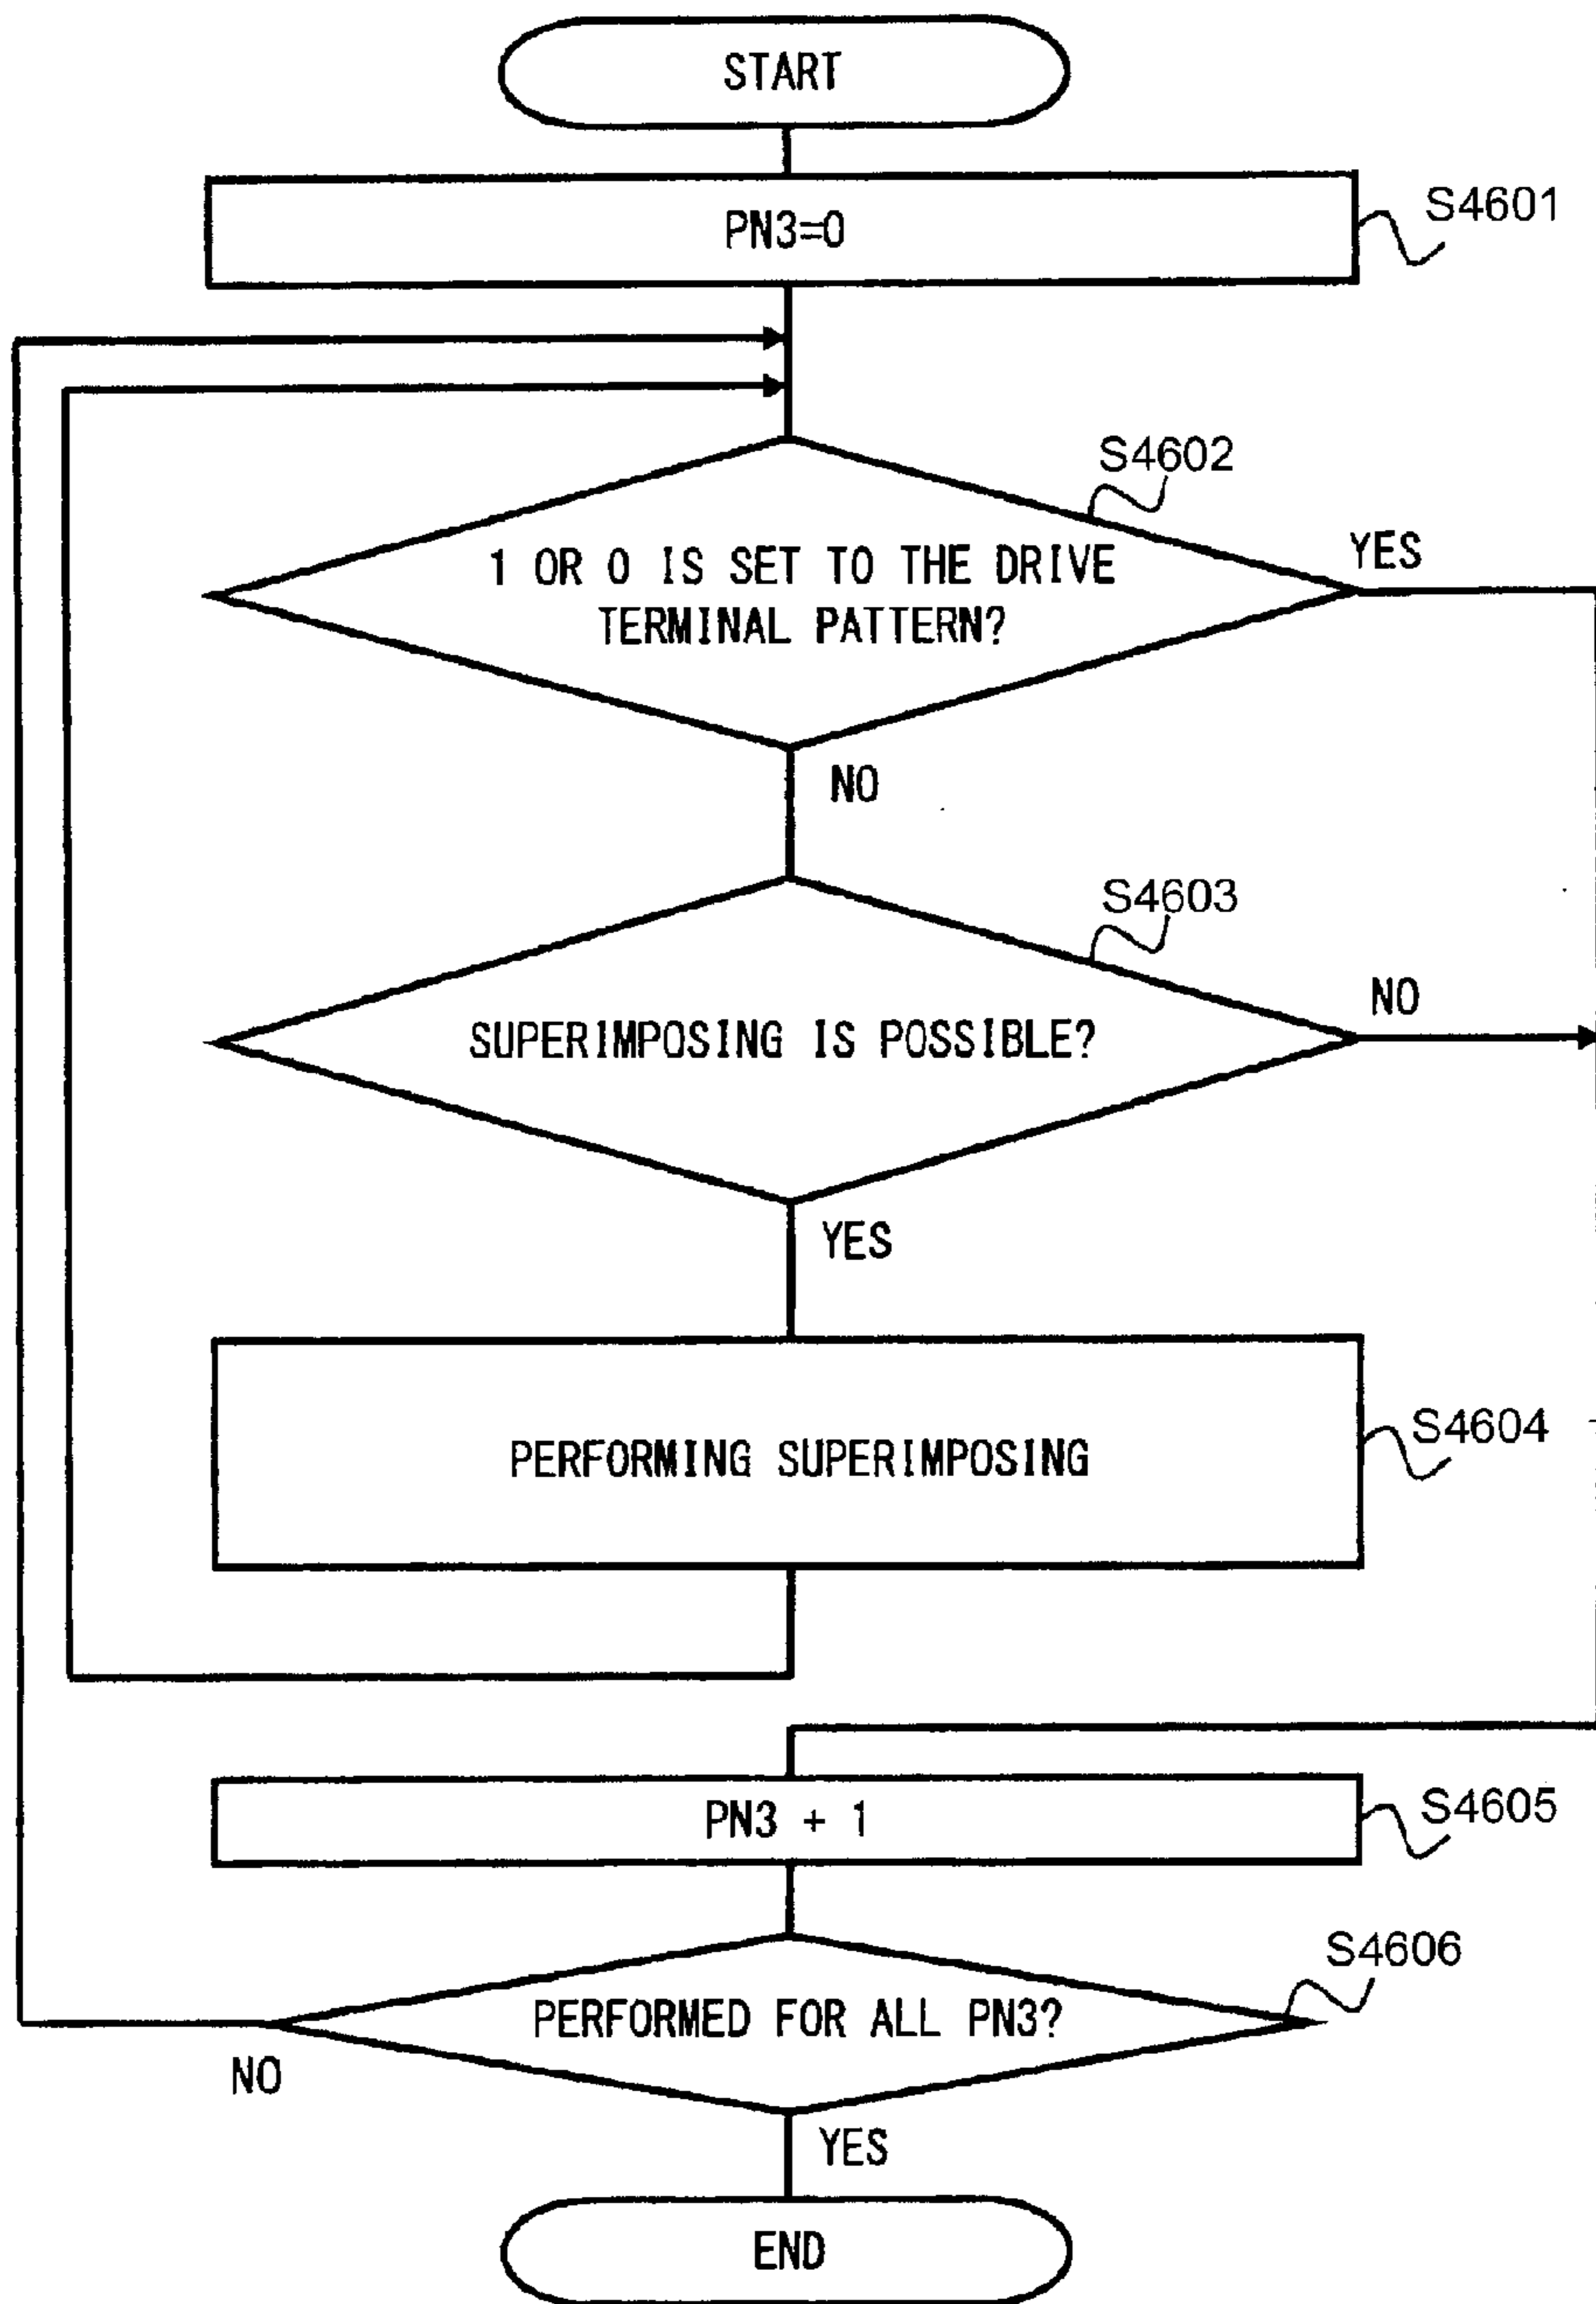 START
PN3=0
S4601
S4602
1 OR 0 IS SET TO THE DRIVE
TERMINAL PATTERN?
YES
NO
S4603
SUPERIMPOSING IS POSSIBLE?
NO
YES
PERFORMING SUPERIMPOSING
S4604
PN3 + 1
S4605
S4606
PERFORMED FOR ALL PN3?
NO
YES
END